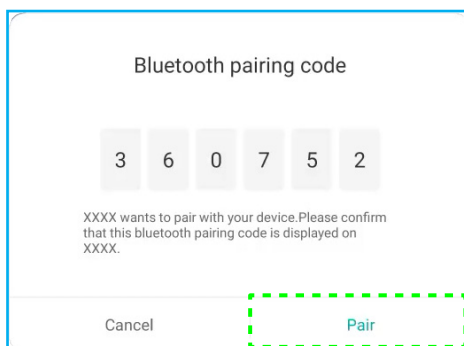 Bluetooth pairing code
3 6 0 7 5 2
XXXX wants to pair with your device.Please confirm
that this bluetooth pairing code is displayed on
XXXX.
Cancel Pair